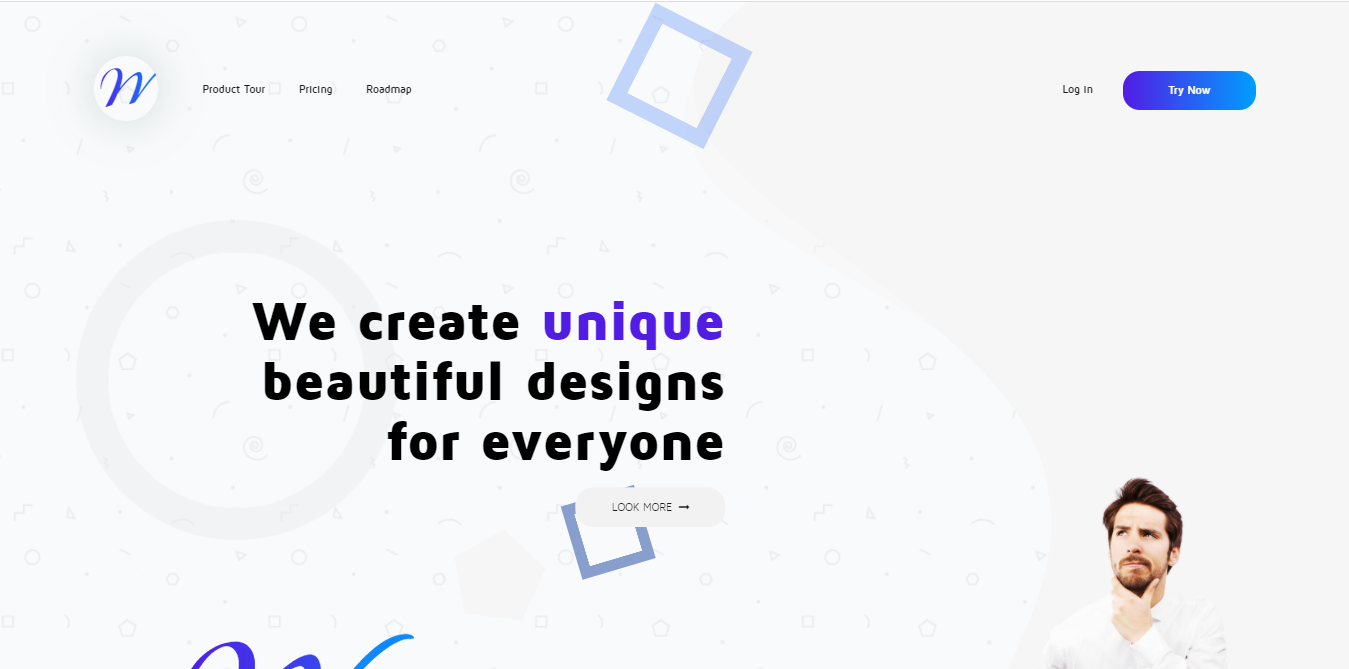 W
Product Tour
Pricing
Roadmap
Log in
Try Now
We create unique
beautiful designs
for everyone
LOOK MORE →
W